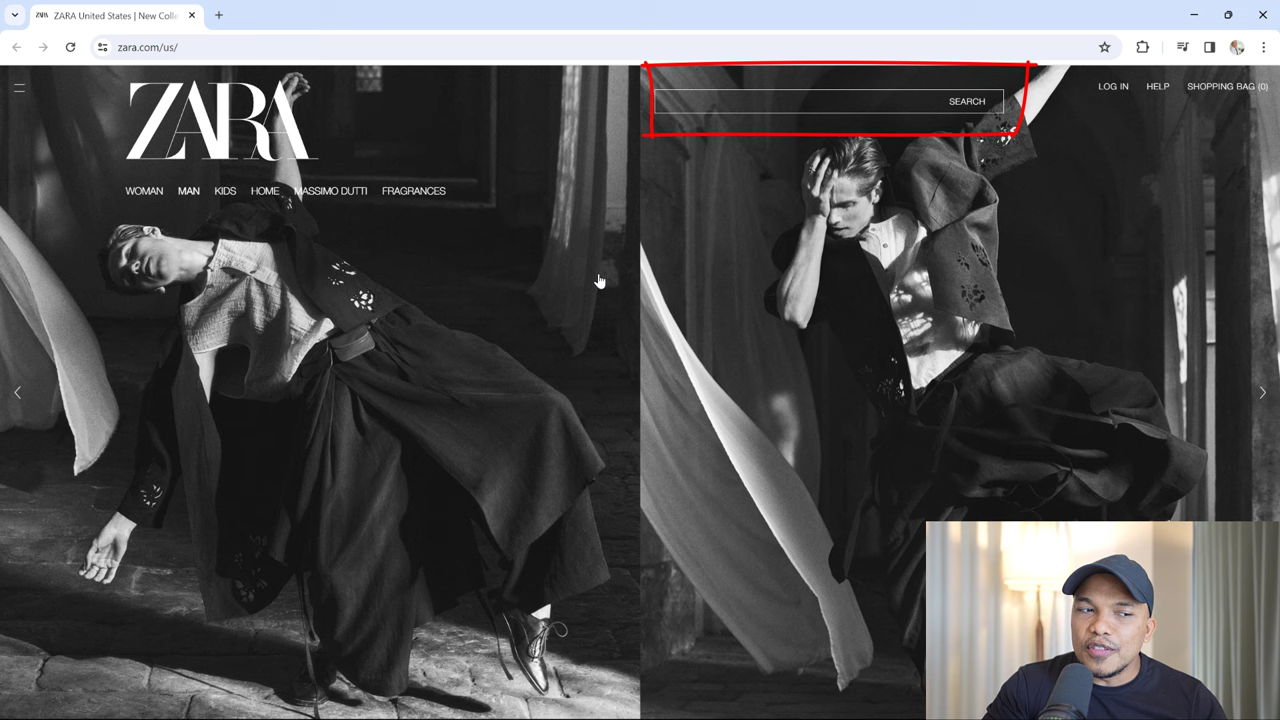 ZARA ZARA United States | New Colle
zara.com/us/
ZARA
SEARCH
LOG IN HELP SHOPPING BAG (0)
WOMAN MAN KIDS HOME MASSIMO DUTTI FRAGRANCES